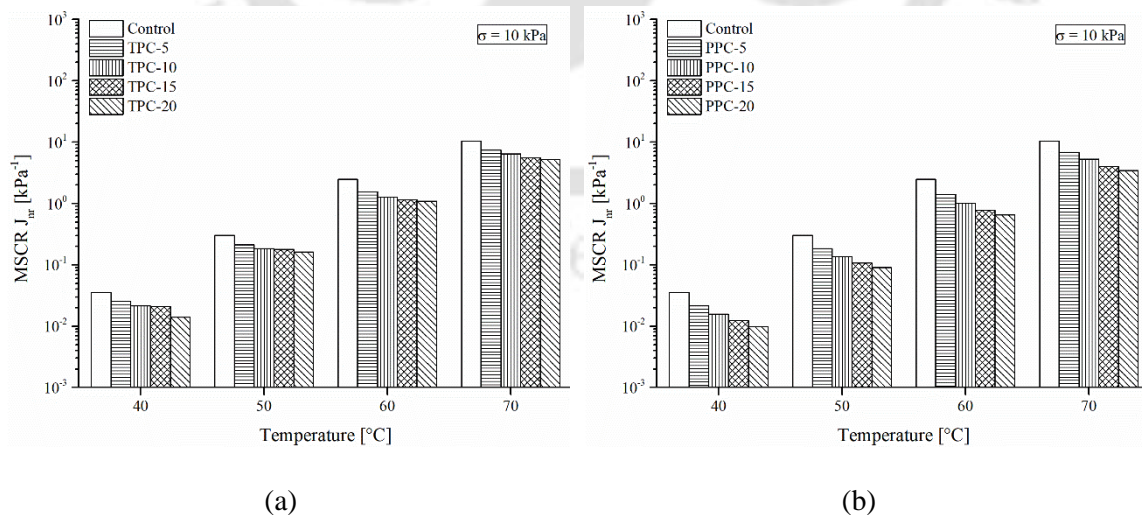 Control
TPC-5
TPC-10
TPC-15
TPC-20
σ = 10 kPa
MSCR J_nr [kPa⁻¹]
10³
10²
10¹
10⁰
10⁻¹
10⁻²
10⁻³
40 50 60 70
Temperature [°C]
(a)
Control
PPC-5
PPC-10
PPC-15
PPC-20
σ = 10 kPa
MSCR J_nr [kPa⁻¹]
10³
10²
10¹
10⁰
10⁻¹
10⁻²
10⁻³
40 50 60 70
Temperature [°C]
(b)